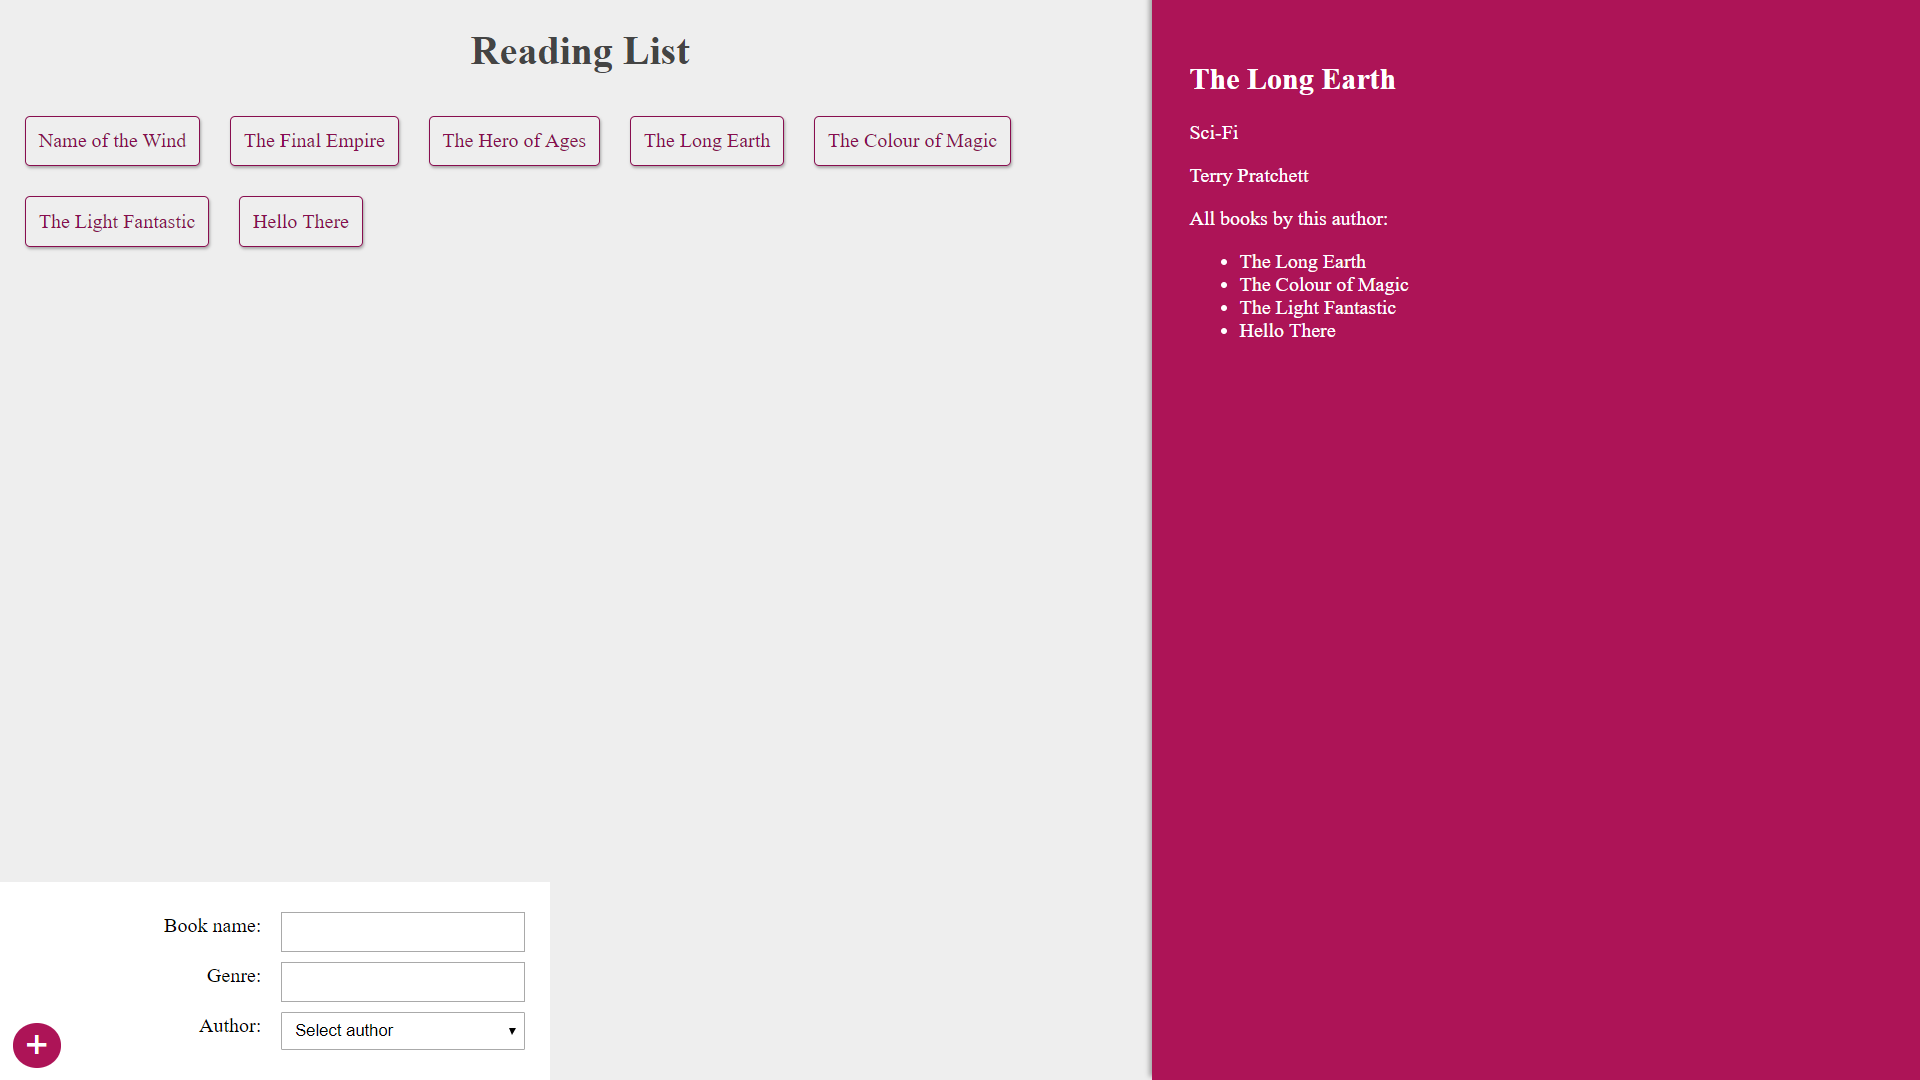 Reading List
Name of the Wind
The Final Empire
The Hero of Ages
The Long Earth
The Colour of Magic
The Light Fantastic
Hello There
The Long Earth
Sci-Fi
Terry Pratchett
All books by this author:
The Long Earth
The Colour of Magic
The Light Fantastic
Hello There
Book name:
Genre:
Author:
Select author
+